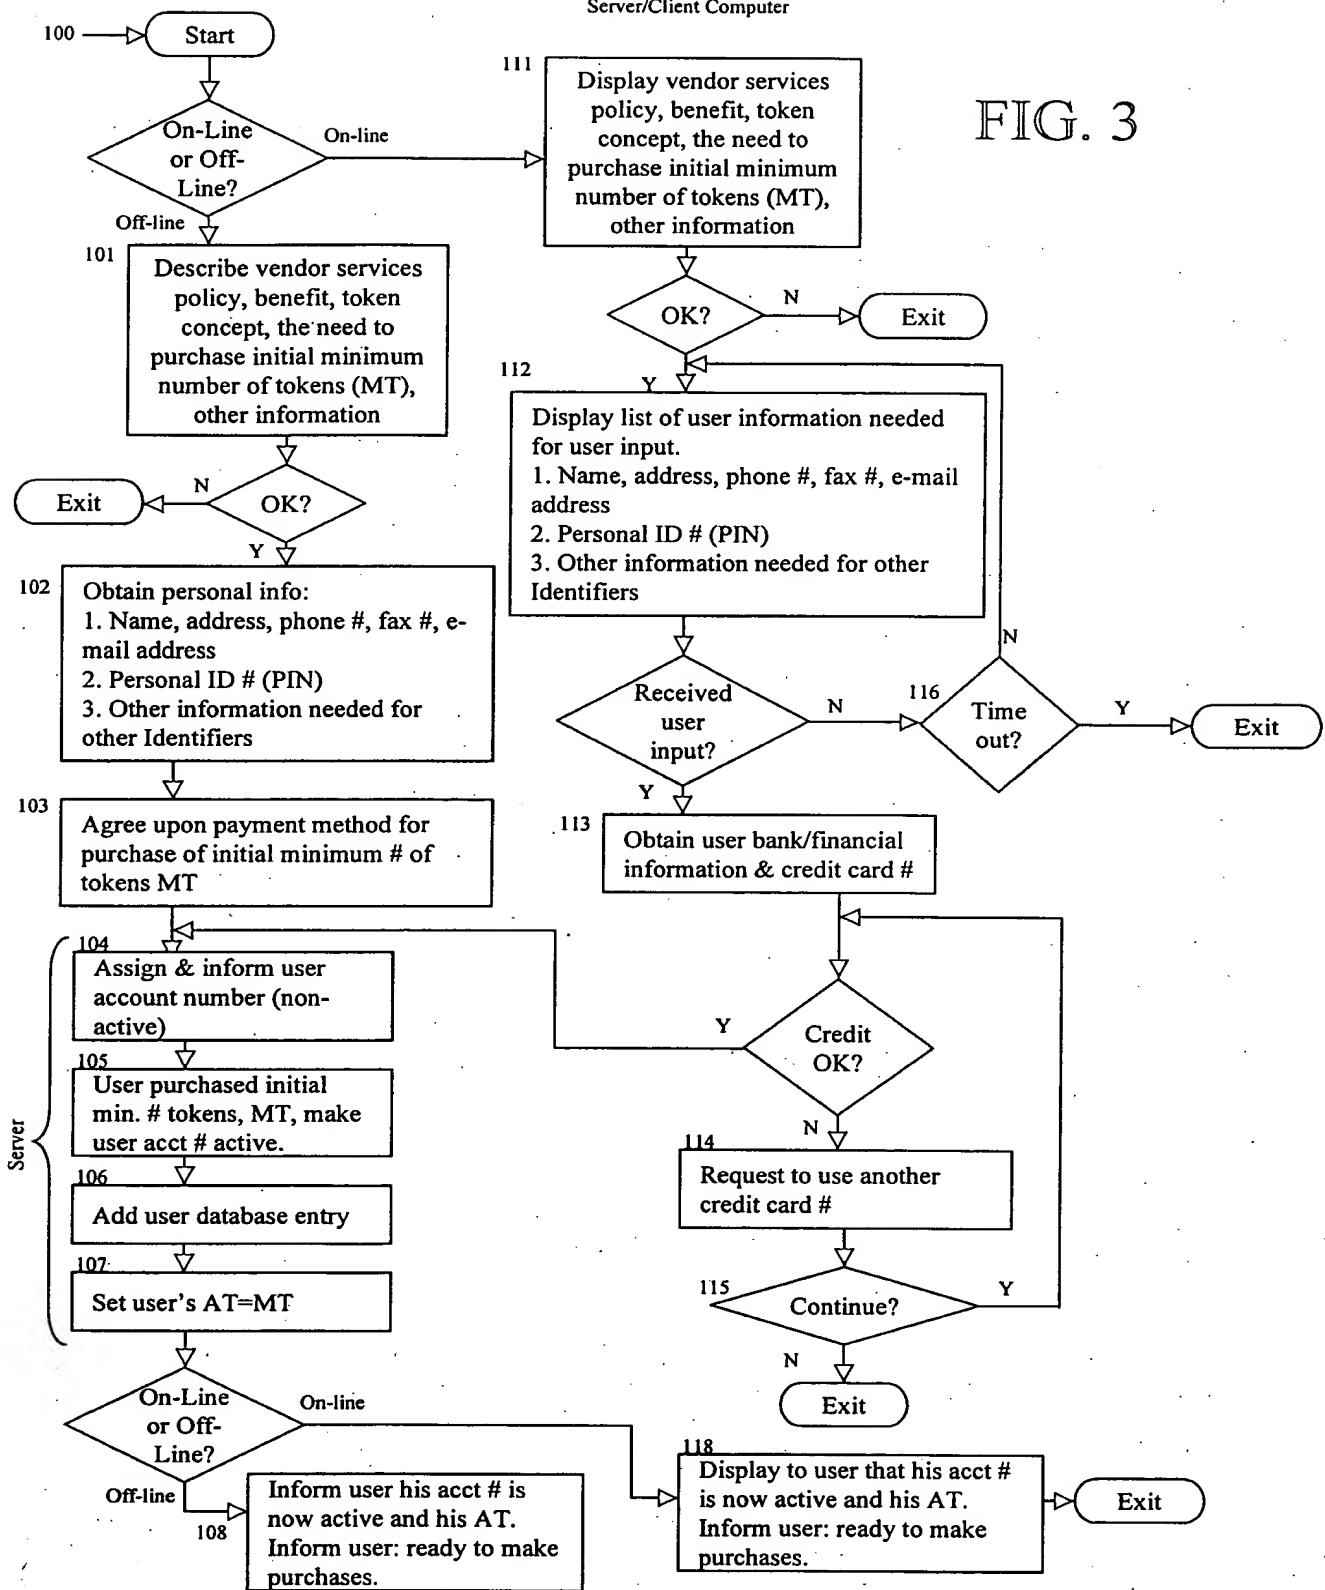 Server/Client Computer
FIG. 3
100
Start
On-Line
or Off-
Line?
On-line
Off-line
111
Display vendor services
policy, benefit, token
concept, the need to
purchase initial minimum
number of tokens (MT),
other information
OK?
N
Exit
Y
101
Describe vendor services
policy, benefit, token
concept, the need to
purchase initial minimum
number of tokens (MT),
other information
OK?
N
Exit
Y
112
Display list of user information needed
for user input.
1. Name, address, phone #, fax #, e-mail
address
2. Personal ID # (PIN)
3. Other information needed for other
Identifiers
102
Obtain personal info:
1. Name, address, phone #, fax #, e-
mail address
2. Personal ID # (PIN)
3. Other information needed for
other Identifiers
Received
user
input?
N
Y
116
Time
out?
N
Y
Exit
103
Agree upon payment method for
purchase of initial minimum # of
tokens MT
113
Obtain user bank/financial
information & credit card #
Server
104
Assign & inform user
account number (non-
active)
Credit
OK?
Y
N
105
User purchased initial
min. # tokens, MT, make
user acct # active.
114
Request to use another
credit card #
106
Add user database entry
107
Set user's AT=MT
115
Continue?
Y
N
Exit
On-Line
or Off-
Line?
On-line
Off-line
108
Inform user his acct # is
now active and his AT.
Inform user: ready to make
purchases.
118
Display to user that his acct #
is now active and his AT.
Inform user: ready to make
purchases.
Exit